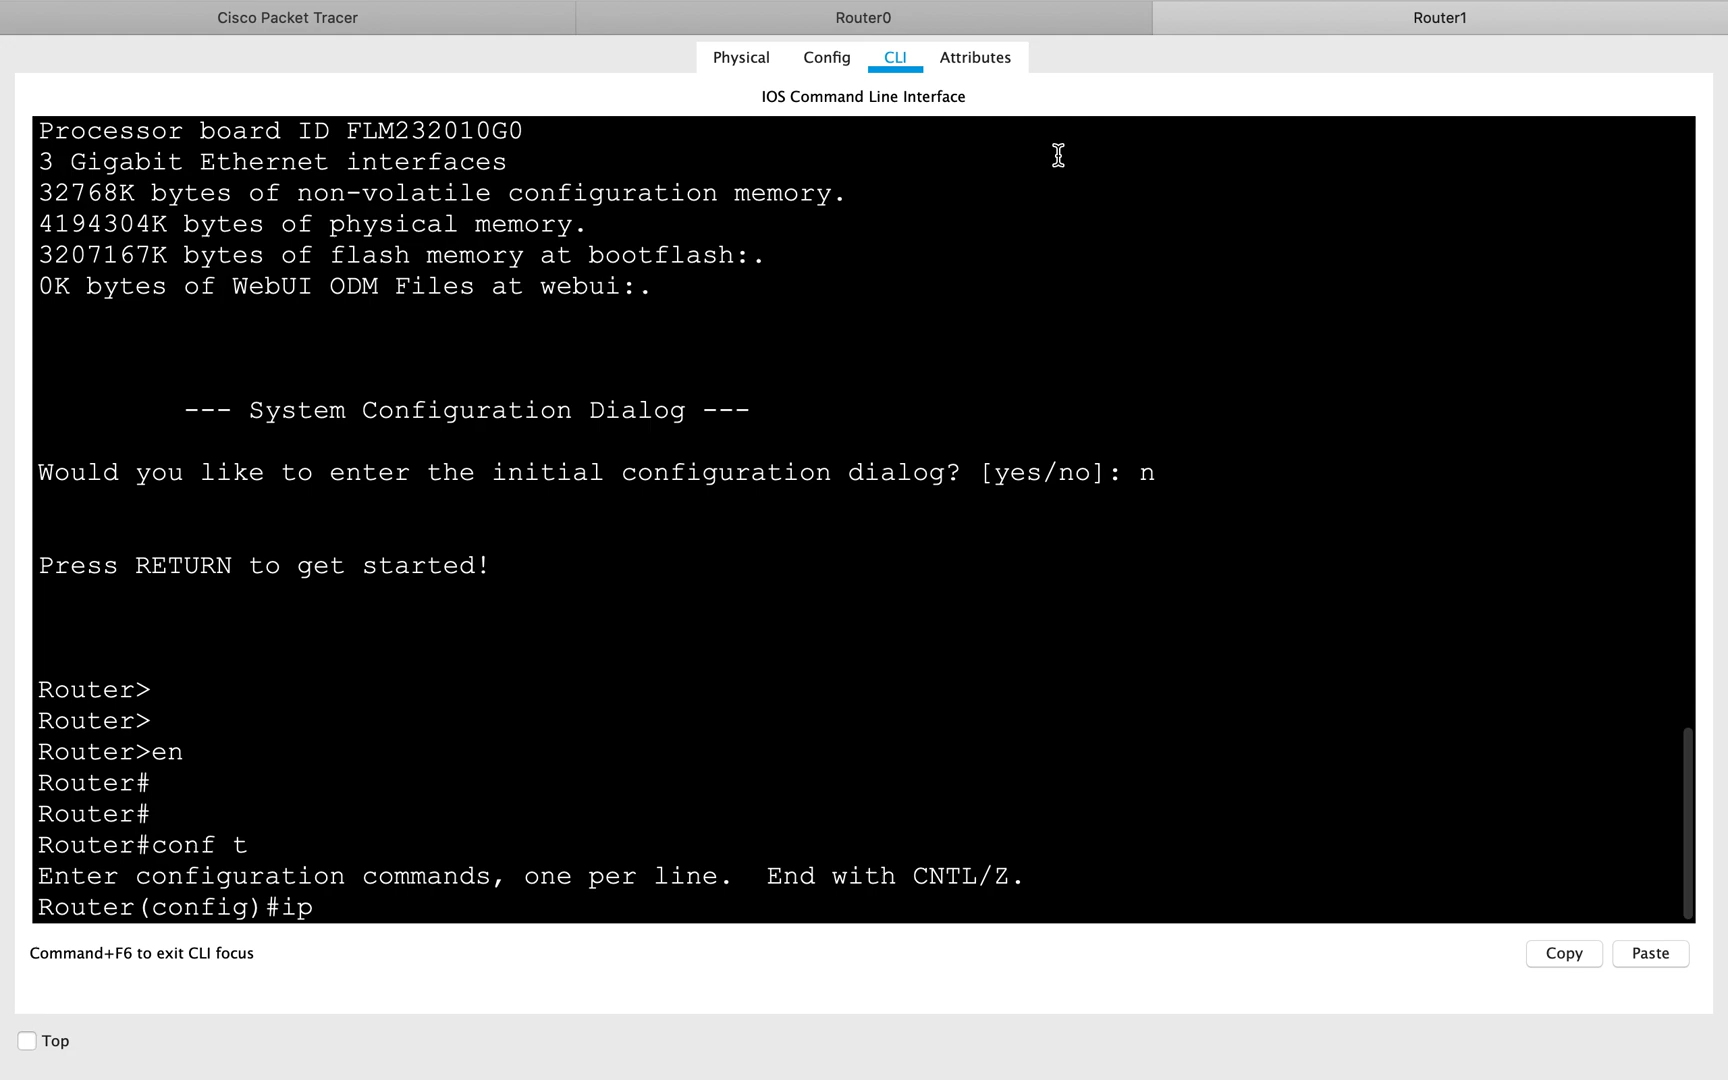 Cisco Packet Tracer
Router0
Router1
Physical
Config
CLI
Attributes
IOS Command Line Interface
Processor board ID FLM232010G0
3 Gigabit Ethernet interfaces
32768K bytes of non-volatile configuration memory.
4194304K bytes of physical memory.
3207167K bytes of flash memory at bootflash:.
0K bytes of WebUI ODM Files at webui:.
--- System Configuration Dialog ---
Would you like to enter the initial configuration dialog? [yes/no]: n
Press RETURN to get started!
Router>
Router>
Router>en
Router#
Router#
Router#conf t
Enter configuration commands, one per line.  End with CNTL/Z.
Router(config)#ip
Command+F6 to exit CLI focus
Copy
Paste
Top